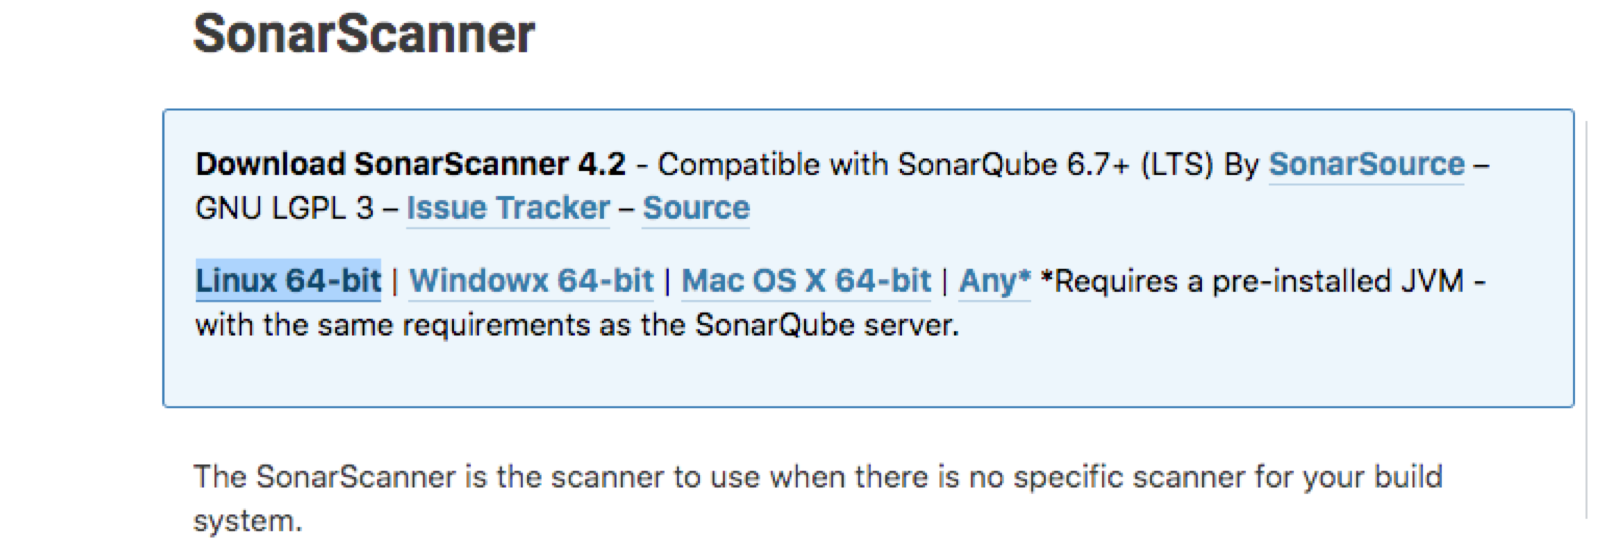 SonarScanner
Download SonarScanner 4.2 - Compatible with SonarQube 6.7+ (LTS) By SonarSource –
GNU LGPL 3 – Issue Tracker – Source
Linux 64-bit | Windowx 64-bit | Mac OS X 64-bit | Any* *Requires a pre-installed JVM -
with the same requirements as the SonarQube server.
The SonarScanner is the scanner to use when there is no specific scanner for your build
system.